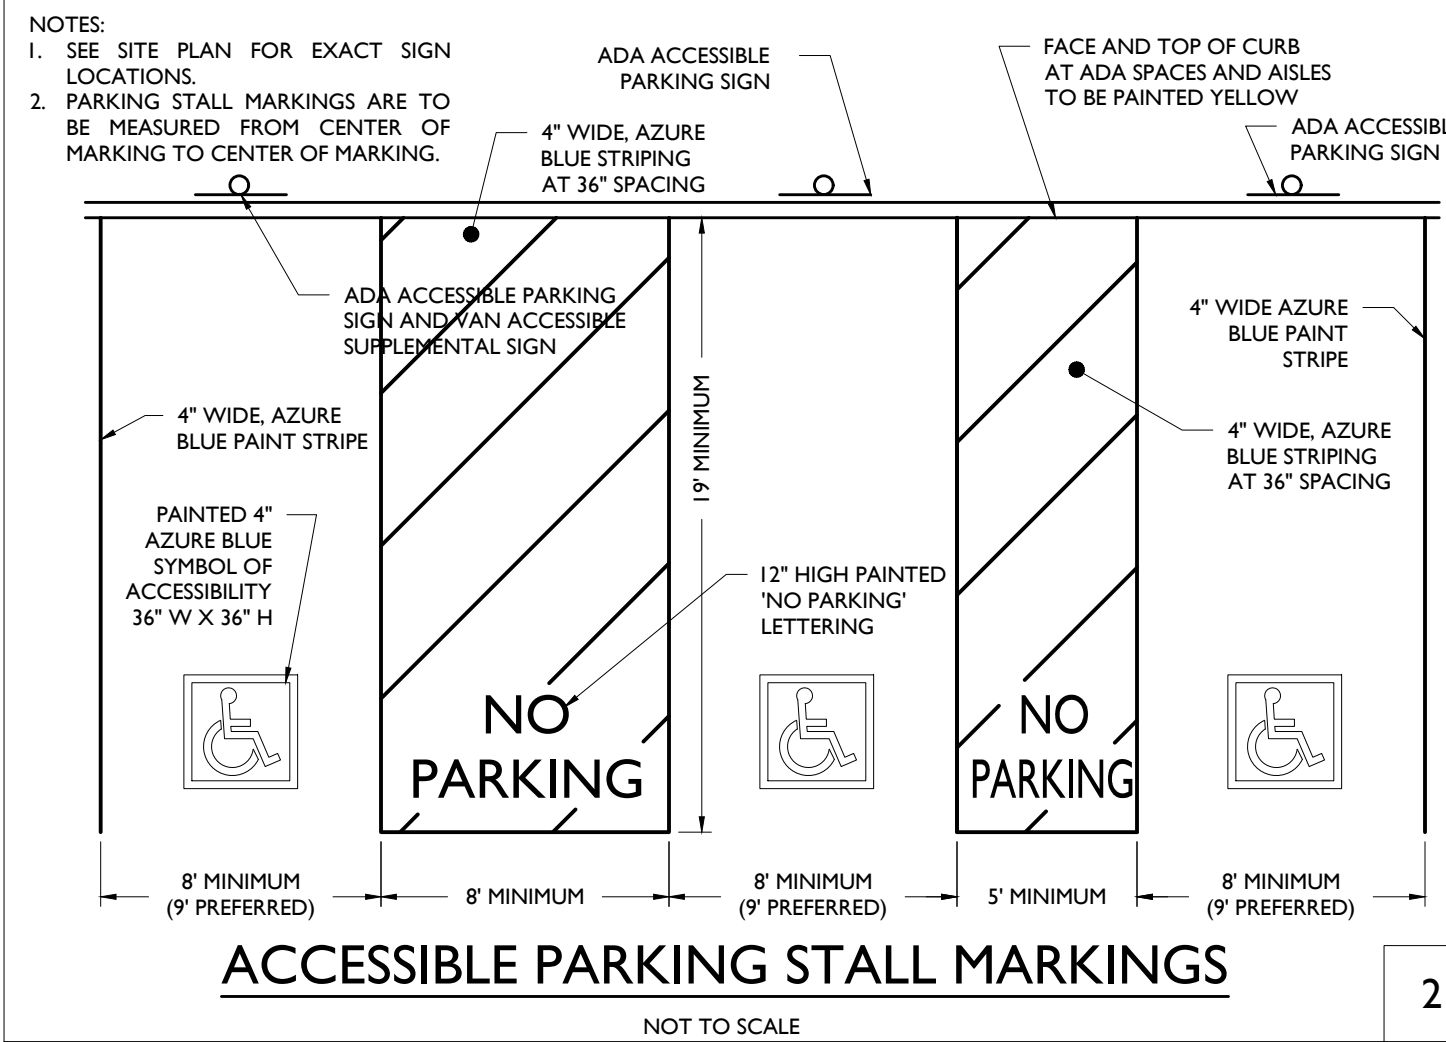 NOTES:
1. SEE SITE PLAN FOR EXACT SIGN
LOCATIONS.
2. PARKING STALL MARKINGS ARE TO
BE MEASURED FROM CENTER OF
MARKING TO CENTER OF MARKING.
ADA ACCESSIBLE
PARKING SIGN
4" WIDE, AZURE
BLUE STRIPING
AT 36" SPACING
FACE AND TOP OF CURB
AT ADA SPACES AND AISLES
TO BE PAINTED YELLOW
ADA ACCESSIBL
PARKING SIGN
ADA ACCESSIBLE PARKING
SIGN AND VAN ACCESSIBLE
SUPPLEMENTAL SIGN
4" WIDE AZURE
BLUE PAINT
STRIPE
4" WIDE, AZURE
BLUE PAINT STRIPE
19' MINIMUM
4" WIDE, AZURE
BLUE STRIPING
AT 36" SPACING
PAINTED 4"
AZURE BLUE
SYMBOL OF
ACCESSIBILITY
36" W X 36" H
12" HIGH PAINTED
'NO PARKING'
LETTERING
NO
PARKING
NO
PARKING
8' MINIMUM
(9' PREFERRED)
8' MINIMUM
8' MINIMUM
(9' PREFERRED)
5' MINIMUM
8' MINIMUM
(9' PREFERRED)
ACCESSIBLE PARKING STALL MARKINGS
NOT TO SCALE
2